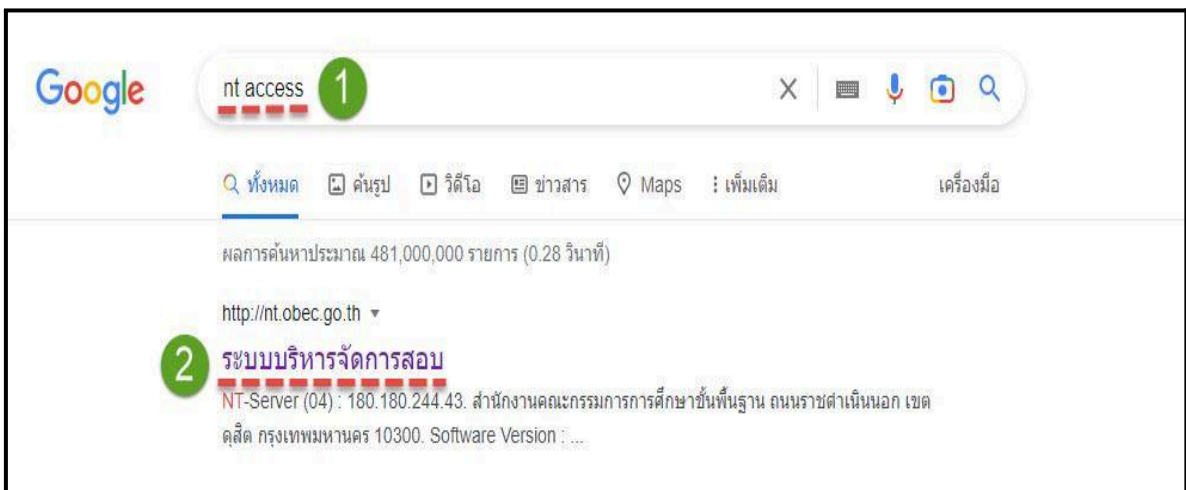 Google
nt access 1
ทั้งหมด ค้นรูป วิดีโอ ข่าวสาร Maps เพิ่มเติม เครื่องมือ
ผลการค้นหาประมาณ 481,000,000 รายการ (0.28 วินาที)
http://nt.obec.go.th
2 ระบบบริหารจัดการสอบ
NT-Server (04) : 180.180.244.43. สำนักงานคณะกรรมการการศึกษาขั้นพื้นฐาน ถนนราชดำเนินนอก เขต
ดุสิต กรุงเทพมหานคร 10300. Software Version : ...